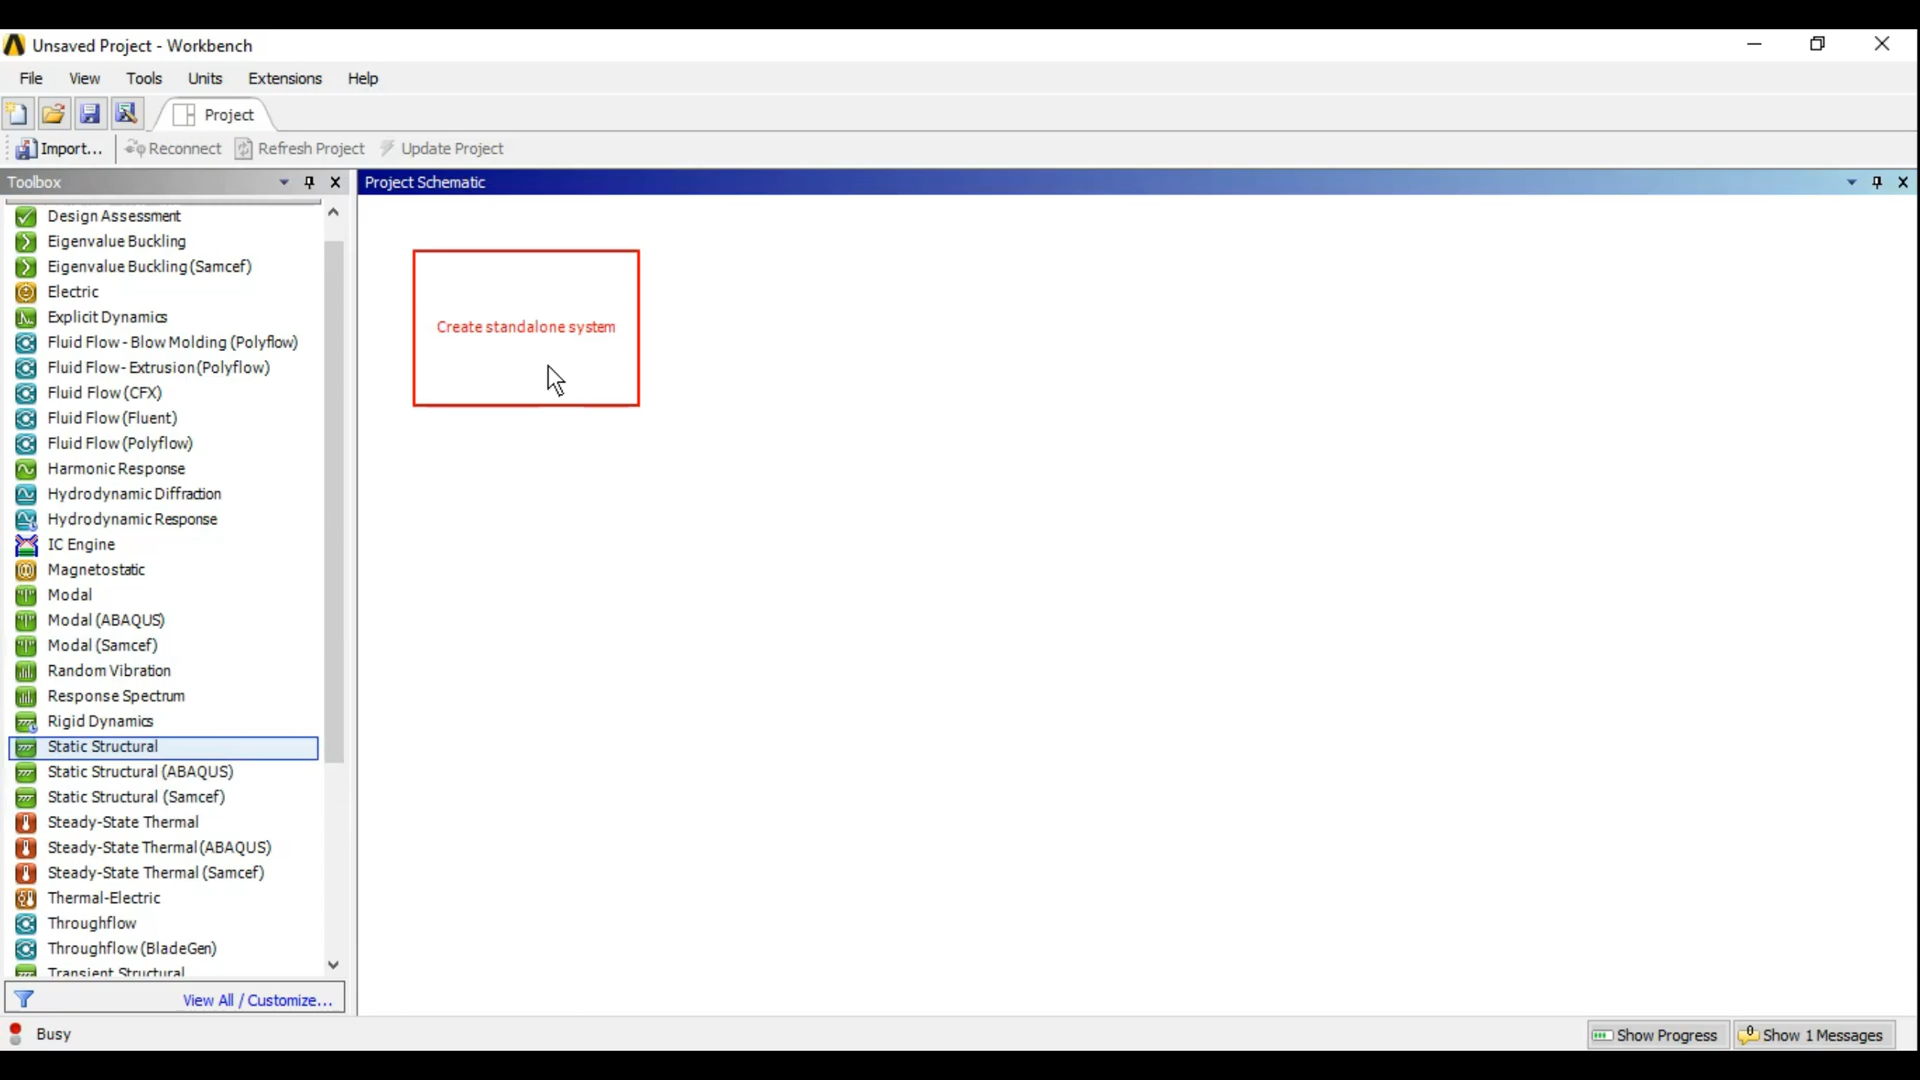 Unsaved Project - Workbench
File View Tools Units Extensions Help
Project
Import... Reconnect Refresh Project Update Project
Toolbox
Project Schematic
Design Assessment
Eigenvalue Buckling
Eigenvalue Buckling (Samcef)
Electric
Explicit Dynamics
Fluid Flow - Blow Molding (Polyflow)
Fluid Flow - Extrusion (Polyflow)
Fluid Flow (CFX)
Fluid Flow (Fluent)
Fluid Flow (Polyflow)
Harmonic Response
Hydrodynamic Diffraction
Hydrodynamic Response
IC Engine
Magnetostatic
Modal
Modal (ABAQUS)
Modal (Samcef)
Random Vibration
Response Spectrum
Rigid Dynamics
Static Structural
Static Structural (ABAQUS)
Static Structural (Samcef)
Steady-State Thermal
Steady-State Thermal (ABAQUS)
Steady-State Thermal (Samcef)
Thermal-Electric
Throughflow
Throughflow (BladeGen)
Transient Structural
View All / Customize...
Create standalone system
Busy
Show Progress
Show 1 Messages